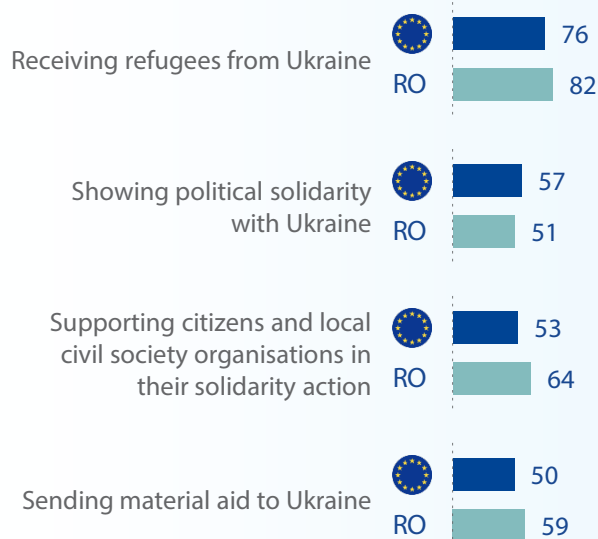 Receiving refugees from Ukraine
76
RO
82
Showing political solidarity
with Ukraine
57
RO
51
Supporting citizens and local
civil society organisations in
their solidarity action
53
RO
64
Sending material aid to Ukraine
50
RO
59